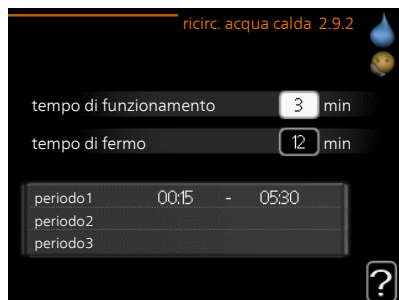 ricirc. acqua calda 2.9.2
tempo di funzionamento 3 min
tempo di fermo 12 min
periodo1 00:15 - 05:30
periodo2
periodo3
?